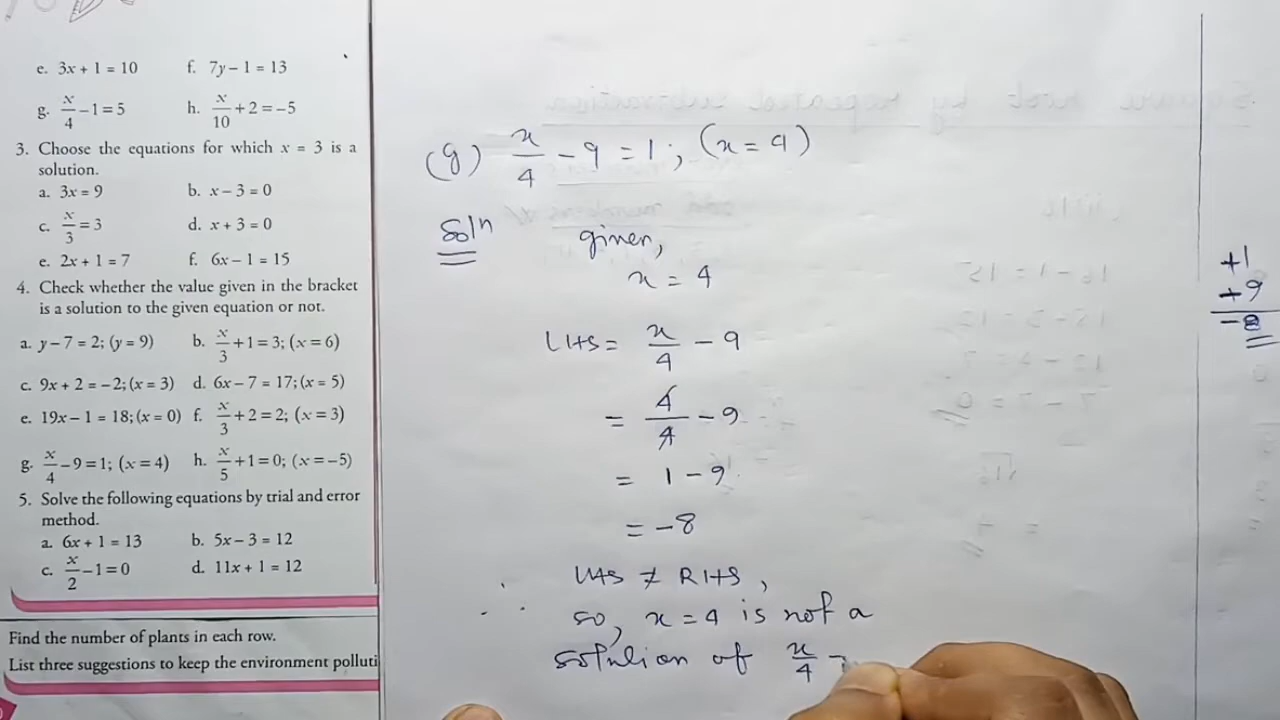 e. 3x + 1 = 10 f. 7y – 1 = 13
g. x/4 – 1 = 5 h. x/10 + 2 = –5
3. Choose the equations for which x = 3 is a
solution.
a. 3x = 9 b. x – 3 = 0
c. x/3 = 3 d. x + 3 = 0
e. 2x + 1 = 7 f. 6x – 1 = 15
4. Check whether the value given in the bracket
is a solution to the given equation or not.
a. y – 7 = 2; (y = 9) b. x/3 + 1 = 3; (x = 6)
c. 9x + 2 = –2; (x = 3) d. 6x – 7 = 17; (x = 5)
e. 19x – 1 = 18; (x = 0) f. x/3 + 2 = 2; (x = 3)
g. x/4 – 9 = 1; (x = 4) h. x/5 + 1 = 0; (x = –5)
5. Solve the following equations by trial and error
method.
a. 6x + 1 = 13 b. 5x – 3 = 12
c. x/2 – 1 = 0 d. 11x + 1 = 12
Find the number of plants in each row.
List three suggestions to keep the environment polluti
(g) x/4 – 9 = 1; (x = 4)
Soln given,
x = 4
LHS = x/4 – 9
= 4/4 – 9
= 1 – 9
= –8
∴ LHS ≠ RHS,
so, x = 4 is not a
solution of x/4 –
+1
+9
–8